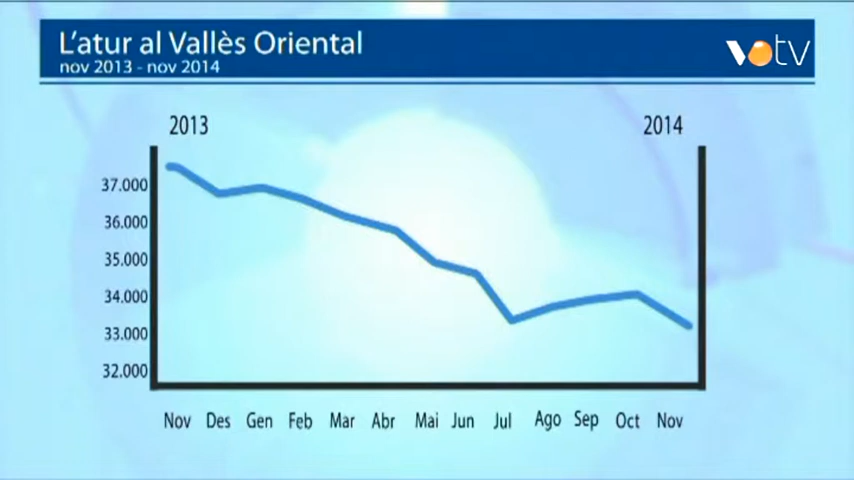 L'atur al Vallès Oriental
nov 2013 - nov 2014
votv
2013
2014
37.000
36.000
35.000
34.000
33.000
32.000
Nov Des Gen Feb Mar Abr Mai Jun Jul Ago Sep Oct Nov